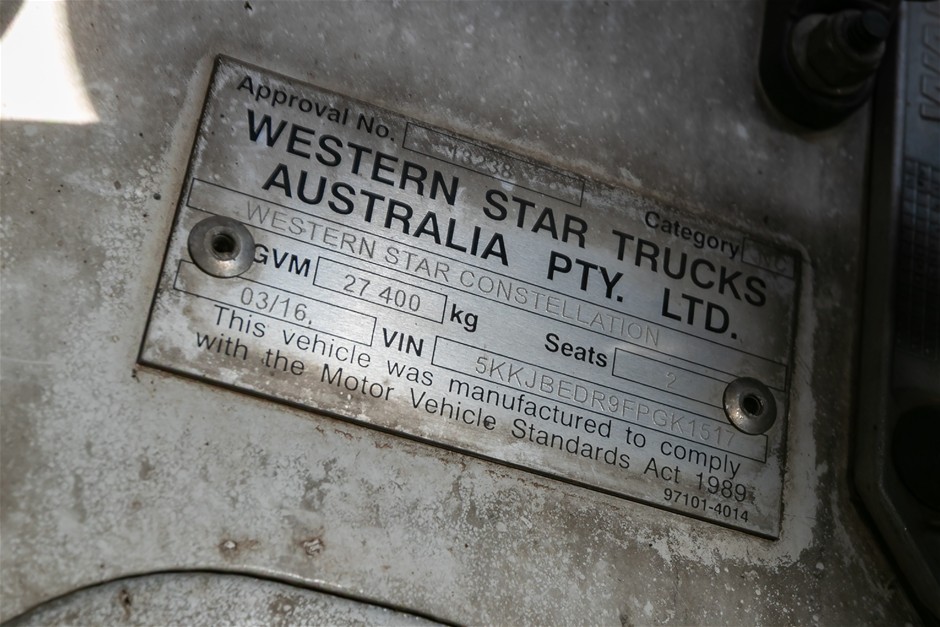 Approval No.
Category
WESTERN STAR TRUCKS
AUSTRALIA PTY. LTD.
WESTERN STAR CONSTELLATION
GVM 27 400 kg Seats 2
03/16, VIN 5KKJBEDR9FPGK1517
This vehicle was manufactured to comply
with the Motor Vehicle Standards Act 1989
97101-4014